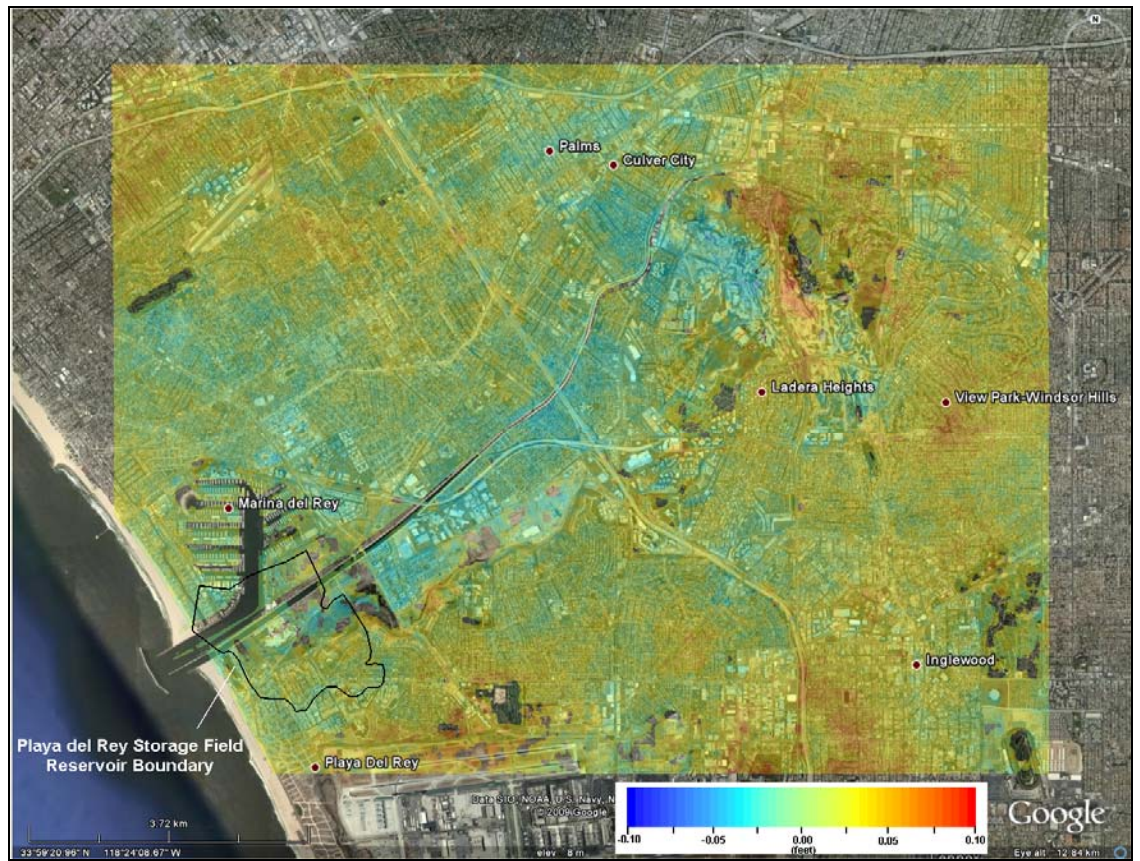 N
Palms
Culver City
Ladera Heights
View Park-Windsor Hills
Marina del Rey
Inglewood
Playa del Rey Storage Field
Reservoir Boundary
Playa Del Rey
Data SIO, NOAA, U.S. Navy, N
© 2009 Google
3.72 km
-0.10 -0.05 0.00 0.05 0.10
(feet)
Google
33°59'20.96" N 118°24'08.67" W
elev 8 m
Eye alt 12.84 km